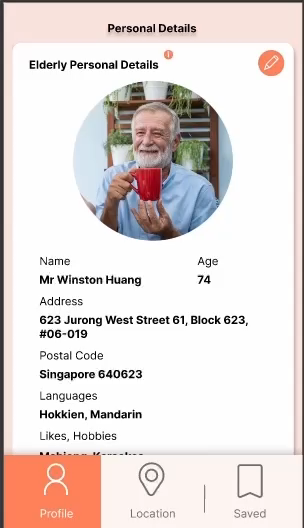 Personal Details
Elderly Personal Details
Name Age
Mr Winston Huang 74
Address
623 Jurong West Street 61, Block 623,
#06-019
Postal Code
Singapore 640623
Languages
Hokkien, Mandarin
Likes, Hobbies
Mahjong, Karaoke
Profile Location Saved